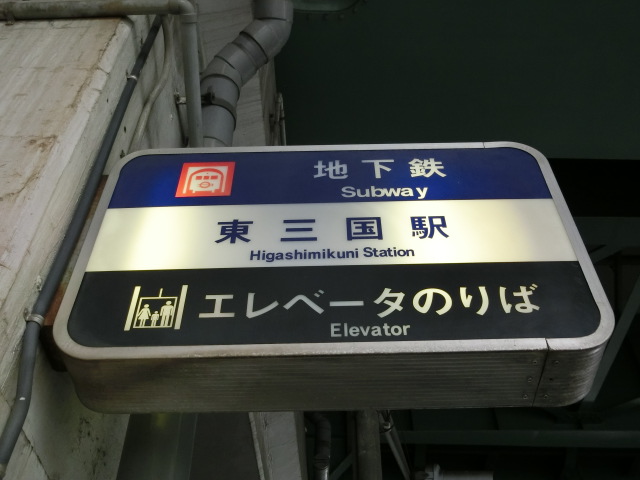 地下鉄
Subway
東三国駅
Higashimikuni Station
エレベータのりば
Elevator